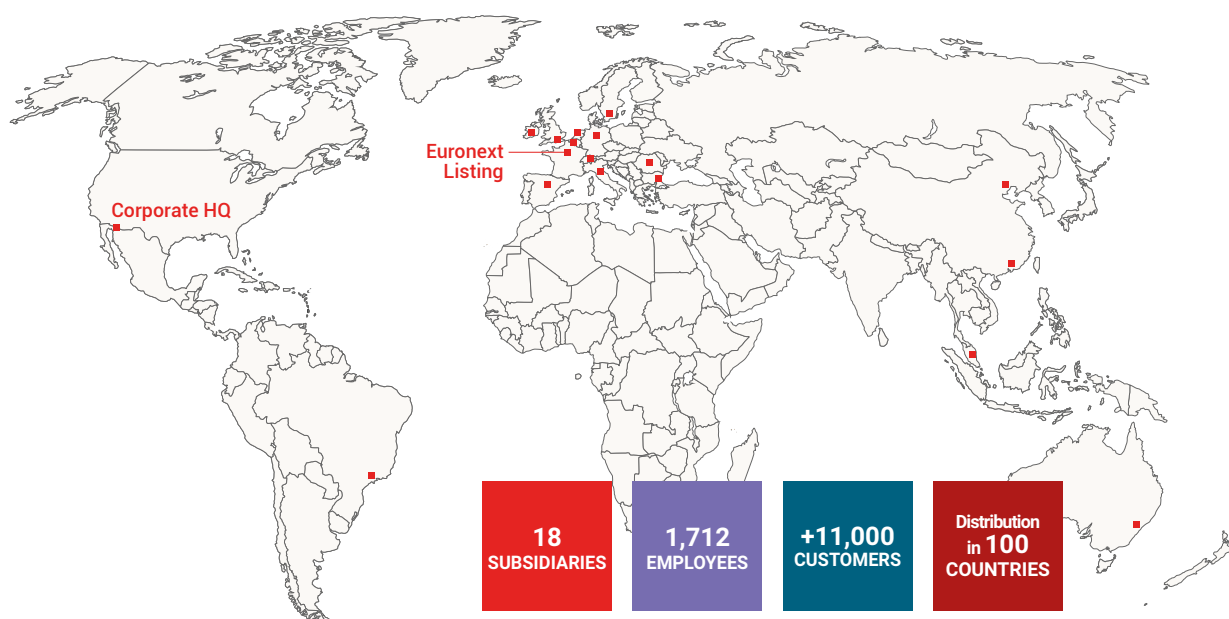 Euronext
Listing
Corporate HQ
18
SUBSIDIARIES
1,712
EMPLOYEES
+11,000
CUSTOMERS
Distribution
in 100
COUNTRIES